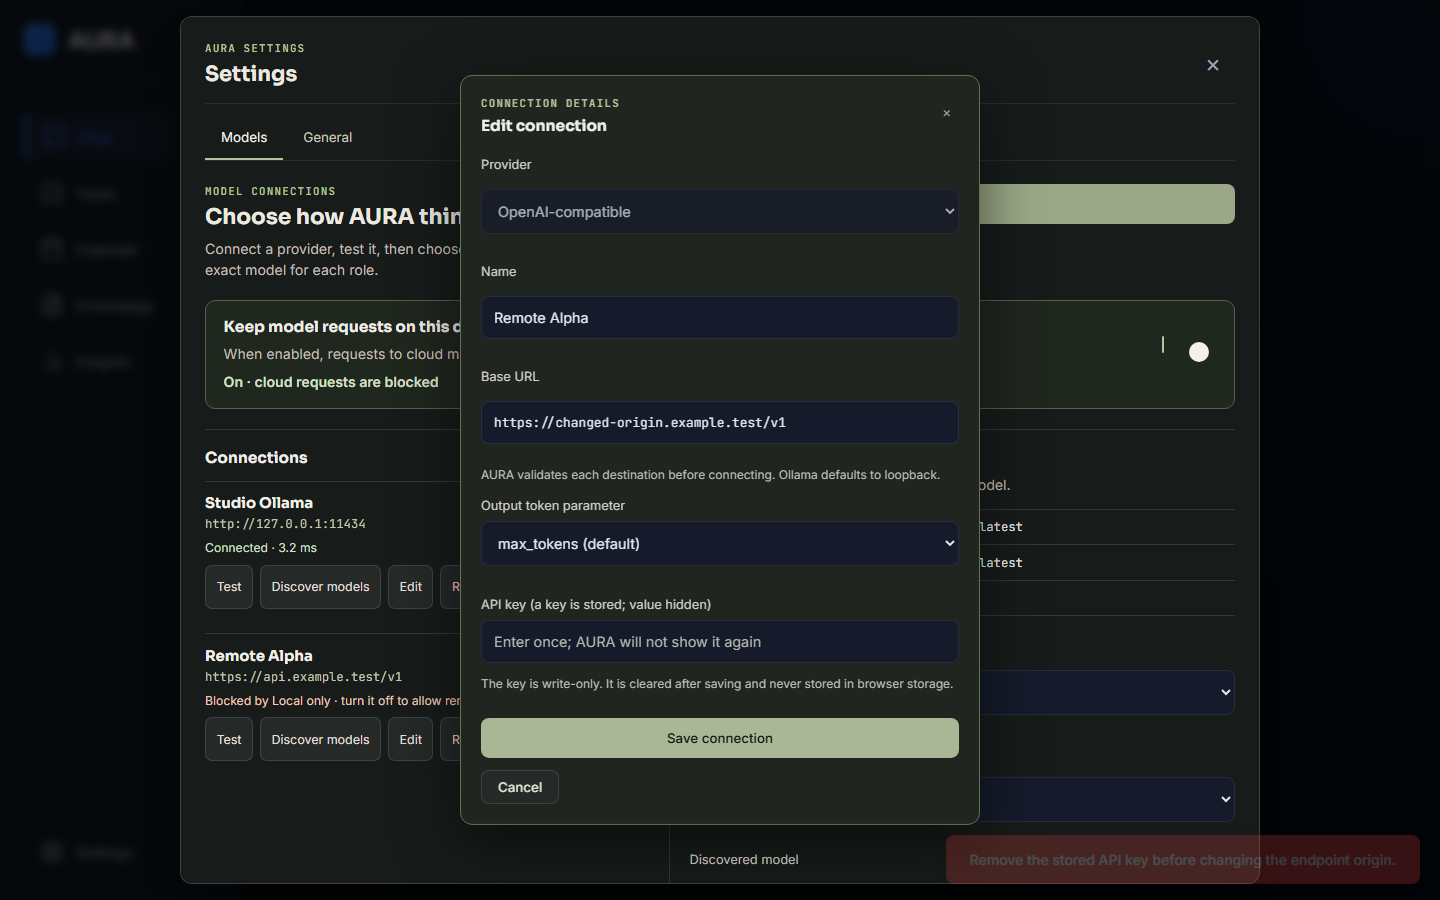 AURA
AURA SETTINGS
Settings
×
Models
General
MODEL CONNECTIONS
Choose how AURA thin
Connect a provider, test it, then choose
exact model for each role.
Keep model requests on this d
When enabled, requests to cloud m
On · cloud requests are blocked
Connections
Studio Ollama
http://127.0.0.1:11434
Connected · 3.2 ms
Test
Discover models
Edit
R
Remote Alpha
https://api.example.test/v1
Blocked by Local only · turn it off to allow rem
Test
Discover models
Edit
R
CONNECTION DETAILS
Edit connection
×
Provider
OpenAI-compatible
Name
Remote Alpha
Base URL
https://changed-origin.example.test/v1
AURA validates each destination before connecting. Ollama defaults to loopback.
Output token parameter
max_tokens (default)
API key (a key is stored; value hidden)
Enter once; AURA will not show it again
The key is write-only. It is cleared after saving and never stored in browser storage.
Save connection
Cancel
odel.
latest
latest
Discovered model
Remove the stored API key before changing the endpoint origin.
Settings